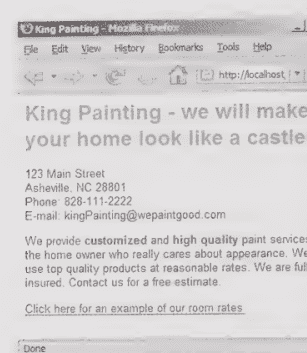 King Painting - Mozilla Firefox
File Edit View History Bookmarks Tools Help
http://localhost
King Painting - we will make
your home look like a castle
123 Main Street
Asheville, NC 28801
Phone: 828-111-2222
E-mail: kingPainting@wepaintgood.com
We provide customized and high quality paint services
the home owner who really cares about appearance. We
use top quality products at reasonable rates. We are ful
insured. Contact us for a free estimate.
Click here for an example of our room rates
Done